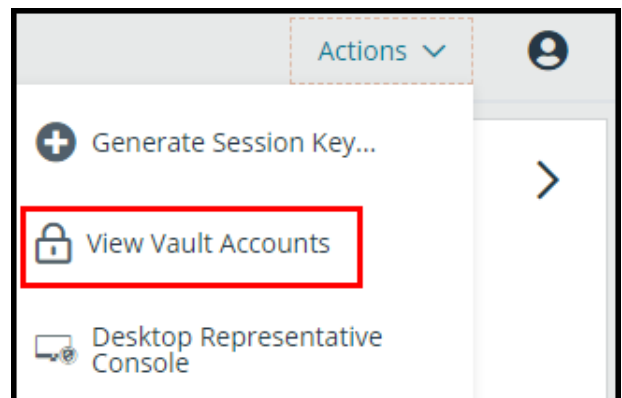 Actions
Generate Session Key...
View Vault Accounts
Desktop Representative
Console